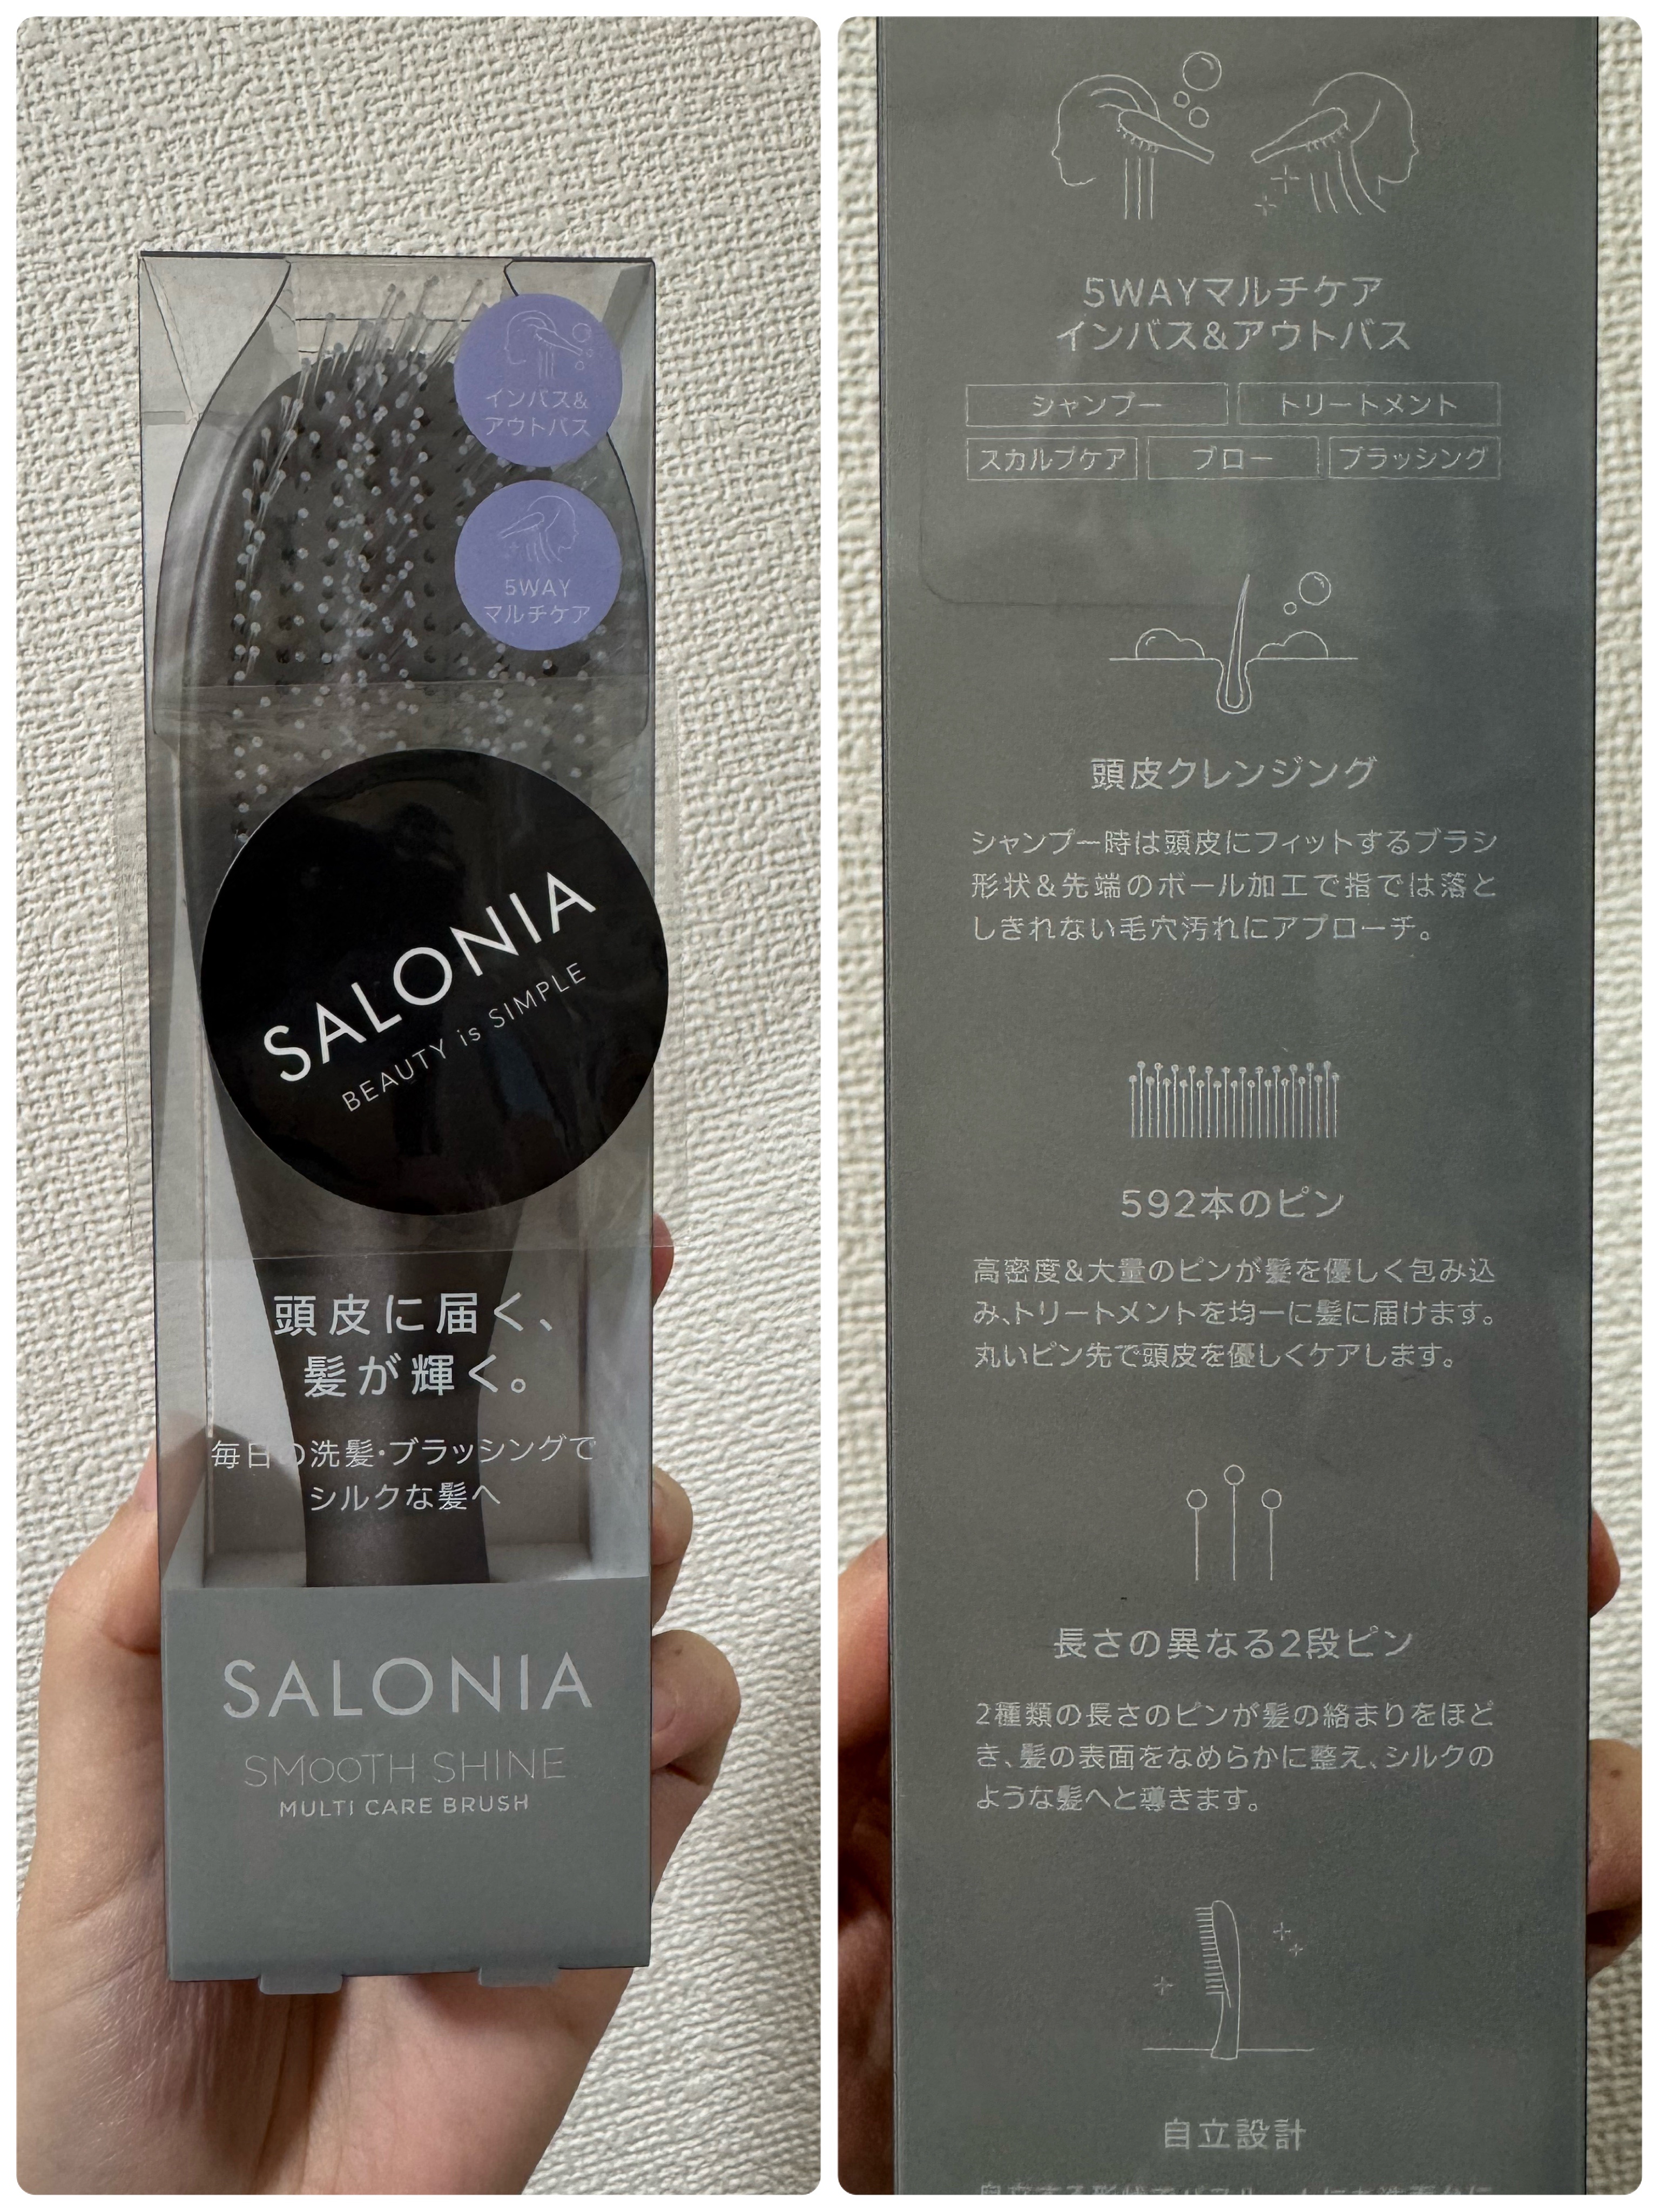 インバス&
アウトバス
5WAY
マルチケア
SALONIA
BEAUTY is SIMPLE
頭皮に届く、
髪が輝く。
毎日の洗髪・ブラッシングで
シルクな髪へ
SALONIA
SMOOTH SHINE
MULTI CARE BRUSH
5WAYマルチケア
インバス&アウトバス
シャンプー
トリートメント
スカルプケア
ブロー
ブラッシング
頭皮クレンジング
シャンプー時は頭皮にフィットするブラシ
形状&先端のボール加工で指では落と
しきれない毛穴汚れにアプローチ。
592本のピン
高密度&大量のピンが髪を優しく包み込
み、トリートメントを均一に髪に届けます。
丸いピン先で頭皮を優しくケアします。
長さの異なる2段ピン
2種類の長さのピンが髪の絡まりをほど
き、髪の表面をなめらかに整え、シルクの
ような髪へと導きます。
自立設計